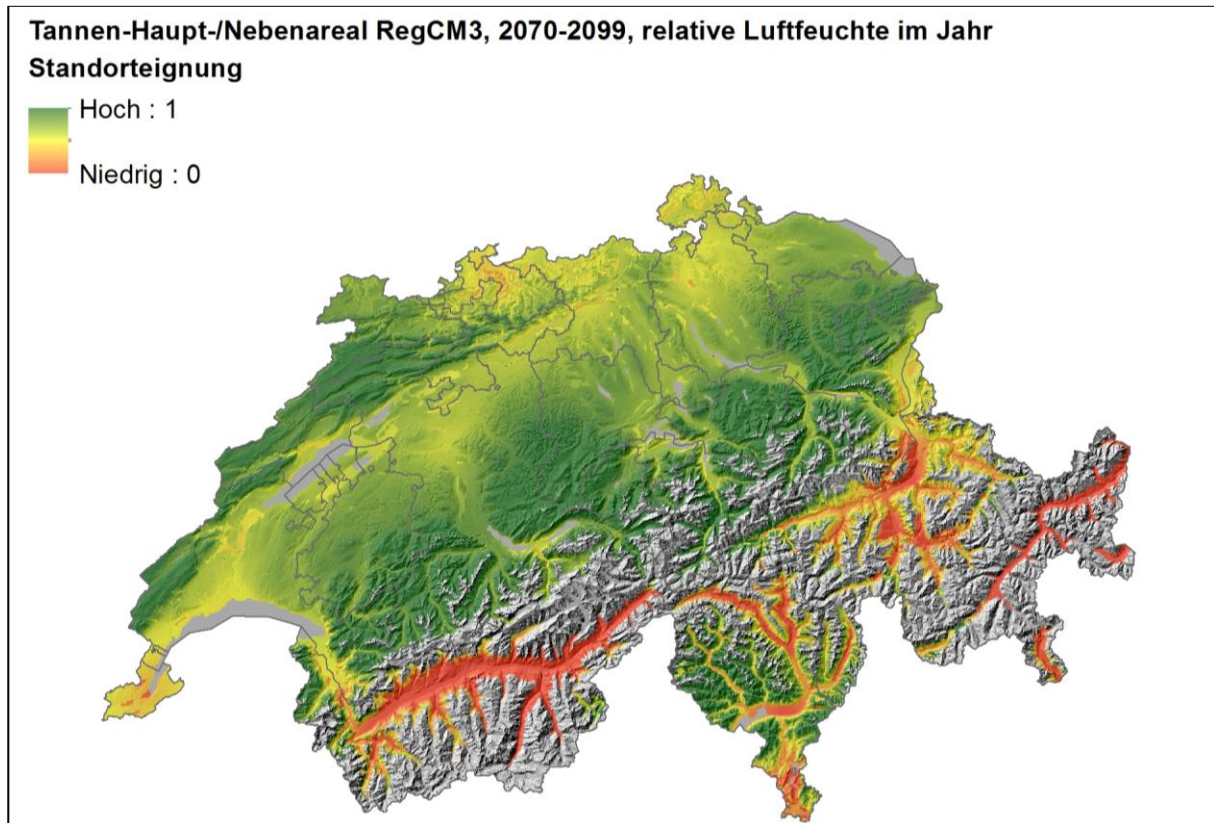 Tannen-Haupt-/Nebenareal RegCM3, 2070-2099, relative Luftfeuchte im Jahr
Standorteignung
Hoch : 1
Niedrig : 0